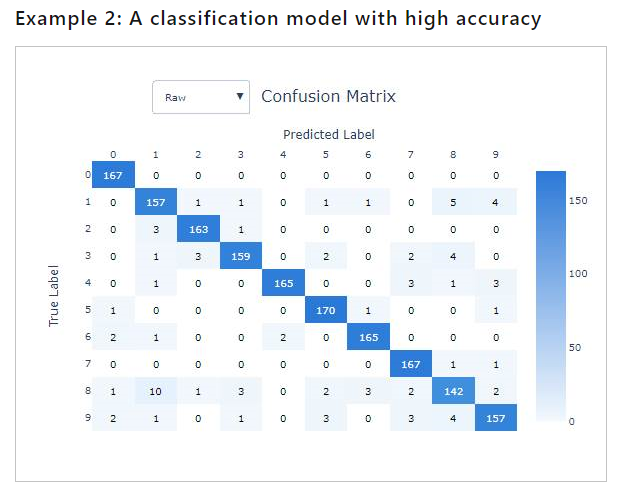 Example 2: A classification model with high accuracy
Raw ▼ Confusion Matrix
Predicted Label
0 1 2 3 4 5 6 7 8 9
0 167 0 0 0 0 0 0 0 0 0
1 0 157 1 1 0 1 1 0 5 4 150
2 0 3 163 1 0 0 0 0 0 0
3 0 1 3 159 0 2 0 2 4 0
4 0 1 0 0 165 0 0 3 1 3 100
True Label
5 1 0 0 0 0 170 1 0 0 1
6 2 1 0 0 2 0 165 0 0 0 50
7 0 0 0 0 0 0 0 167 1 1
8 1 10 1 3 0 2 3 2 142 2
9 2 1 0 1 0 3 0 3 4 157 0